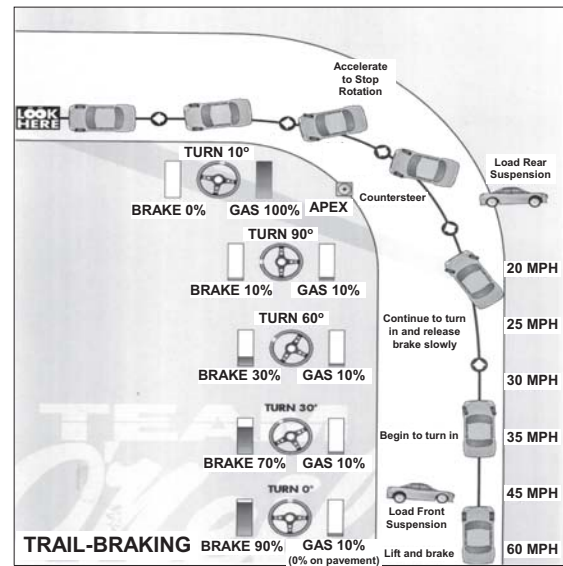 Accelerate
to Stop
Rotation
LOOK
HERE
TURN 10°
BRAKE 0% GAS 100%
APEX
Countersteer
Load Rear
Suspension
TURN 90°
BRAKE 10% GAS 10%
20 MPH
TURN 60°
BRAKE 30% GAS 10%
Continue to turn
in and release
brake slowly
25 MPH
30 MPH
TURN 30°
BRAKE 70% GAS 10%
Begin to turn in
35 MPH
TURN 0°
BRAKE 90% GAS 10%
(0% on pavement)
Load Front
Suspension
45 MPH
Lift and brake
60 MPH
TRAIL-BRAKING
TEAM
O'Neil